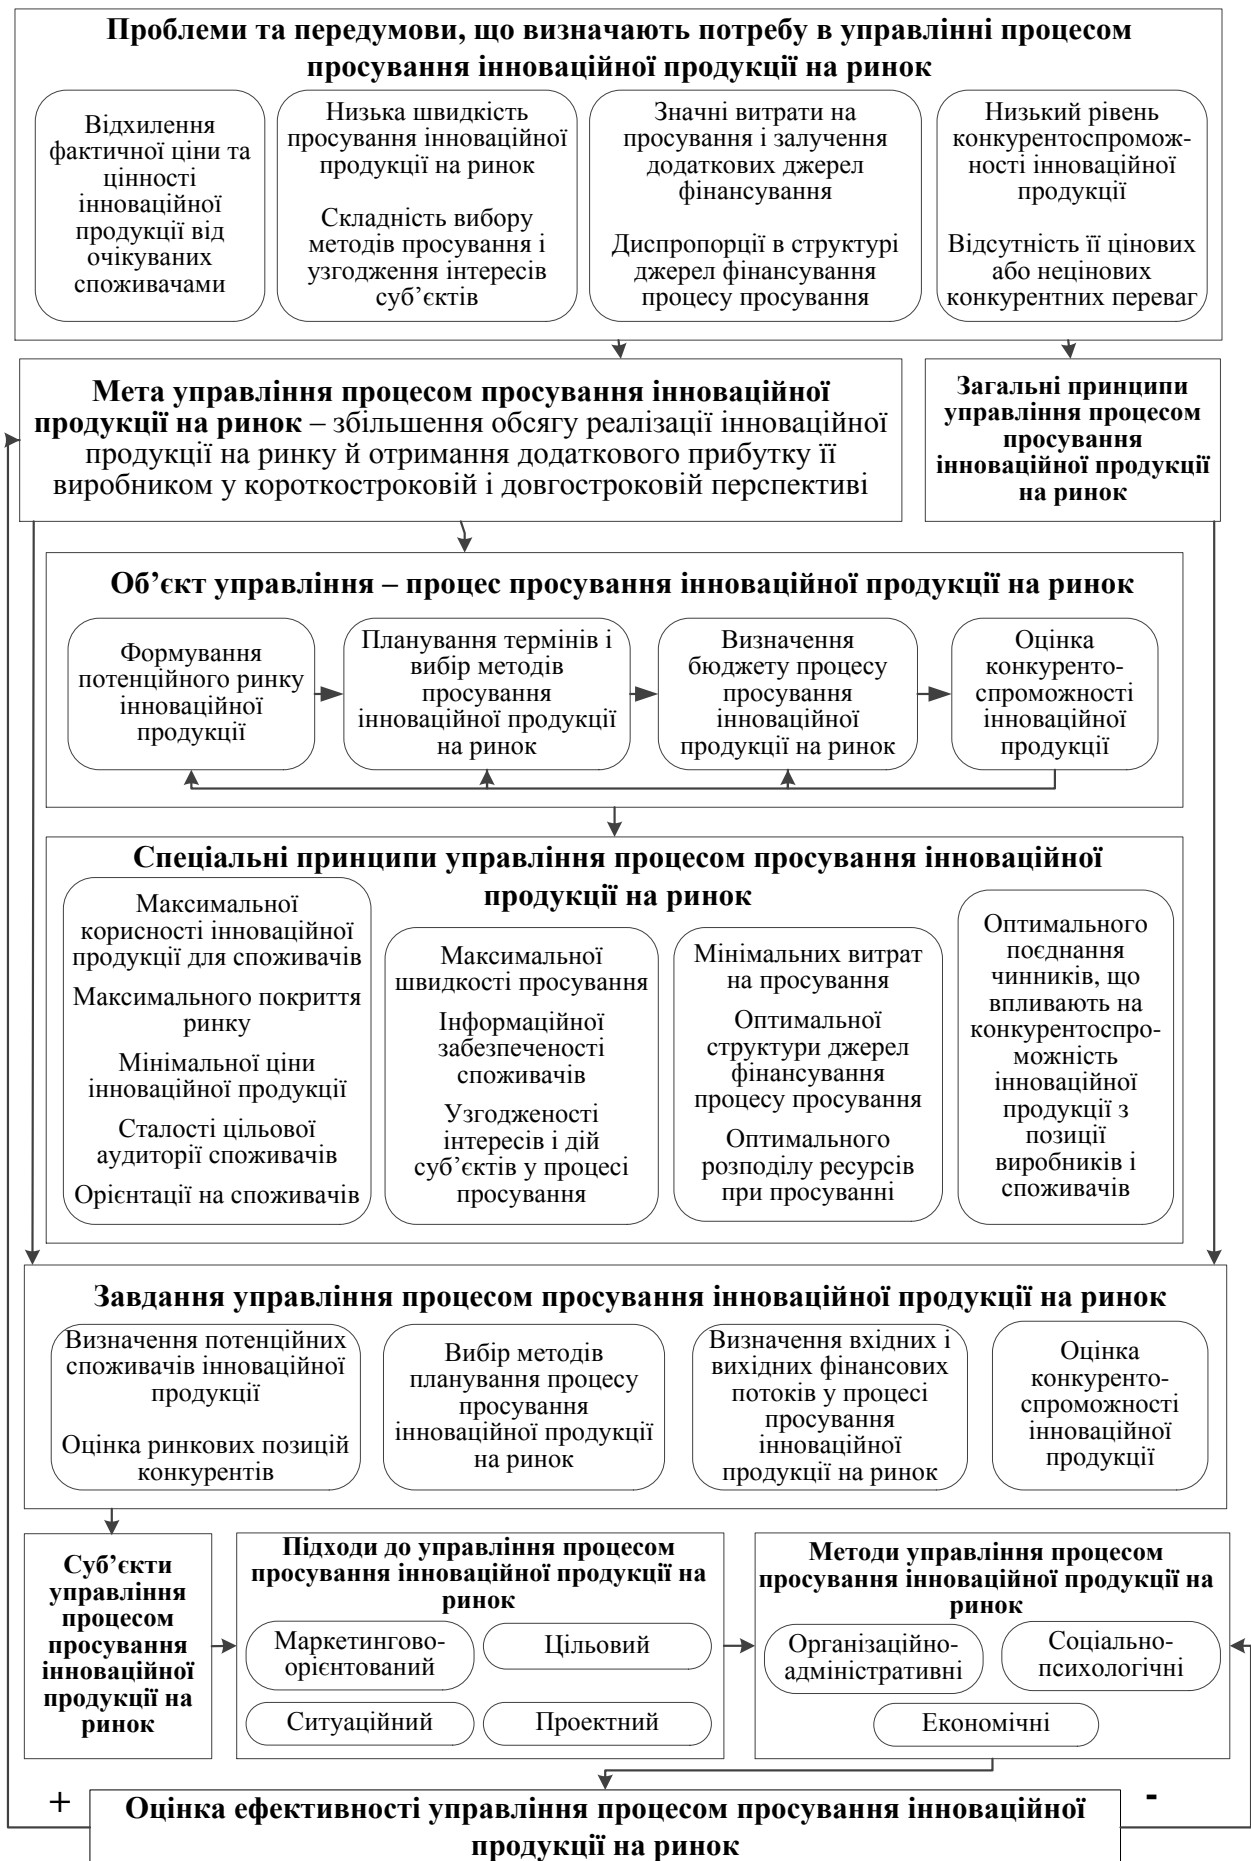 Проблеми та передумови, що визначають потребу в управлінні процесом
просування інноваційної продукції на ринок
Відхилення
фактичної ціни та
цінності
інноваційної
продукції від
очікуваних
споживачами
Низька швидкість
просування інноваційної
продукції на ринок
Складність вибору
методів просування і
узгодження інтересів
суб’єктів
Значні витрати на
просування і залучення
додаткових джерел
фінансування
Диспропорції в структурі
джерел фінансування
процесу просування
Низький рівень
конкурентоспромож-
ності інноваційної
продукції
Відсутність її цінових
або нецінових
конкурентних переваг
Мета управління процесом просування інноваційної
продукції на ринок – збільшення обсягу реалізації інноваційної
продукції на ринку й отримання додаткового прибутку її
виробником у короткостроковій і довгостроковій перспективі
Загальні принципи
управління процесом
просування
інноваційної продукції
на ринок
Об’єкт управління – процес просування інноваційної продукції на ринок
Формування
потенційного ринку
інноваційної
продукції
Планування термінів і
вибір методів
просування
інноваційної продукції
на ринок
Визначення
бюджету процесу
просування
інноваційної
продукції на ринок
Оцінка
конкуренто-
спроможності
інноваційної
продукції
Спеціальні принципи управління процесом просування інноваційної
продукції на ринок
Максимальної
корисності інноваційної
продукції для споживачів
Максимального покриття
ринку
Мінімальної ціни
інноваційної продукції
Сталості цільової
аудиторії споживачів
Орієнтації на споживачів
Максимальної
швидкості просування
Інформаційної
забезпеченості
споживачів
Узгодженості
інтересів і дій
суб’єктів у процесі
просування
Мінімальних витрат
на просування
Оптимальної
структури джерел
фінансування
процесу просування
Оптимального
розподілу ресурсів
при просуванні
Оптимального
поєднання
чинників, що
впливають на
конкурентоспро-
можність
інноваційної
продукції з
позиції
виробників і
споживачів
Завдання управління процесом просування інноваційної продукції на ринок
Визначення потенційних
споживачів інноваційної
продукції
Оцінка ринкових позицій
конкурентів
Вибір методів
планування процесу
просування
інноваційної продукції
на ринок
Визначення вхідних і
вихідних фінансових
потоків у процесі
просування
інноваційної
продукції на ринок
Оцінка
конкуренто-
спроможності
інноваційної
продукції
Суб’єкти
управління
процесом
просування
інноваційної
продукції на
ринок
Підходи до управління процесом
просування інноваційної продукції на
ринок
Маркетингово-
орієнтований
Цільовий
Ситуаційний
Проектний
Методи управління процесом
просування інноваційної продукції на
ринок
Організаційно-
адміністративні
Соціально-
психологічні
Економічні
+
-
Оцінка ефективності управління процесом просування інноваційної
продукції на ринок